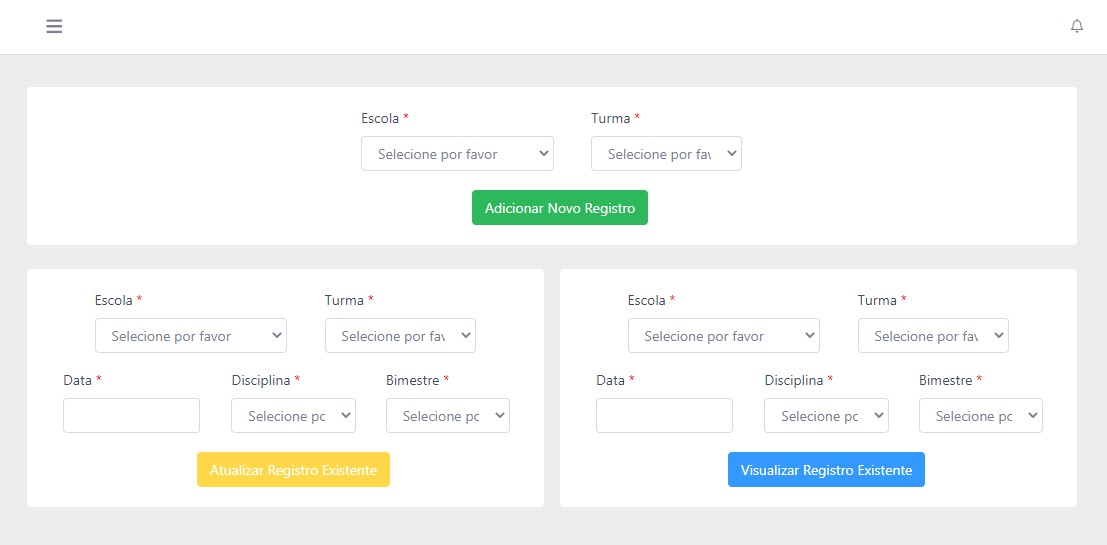 Escola * Turma *
Selecione por favor Selecione por fav
Adicionar Novo Registro
Escola * Turma *
Selecione por favor Selecione por fav
Data * Disciplina * Bimestre *
Selecione pc Selecione pc
Atualizar Registro Existente
Escola * Turma *
Selecione por favor Selecione por fav
Data * Disciplina * Bimestre *
Selecione pc Selecione pc
Visualizar Registro Existente